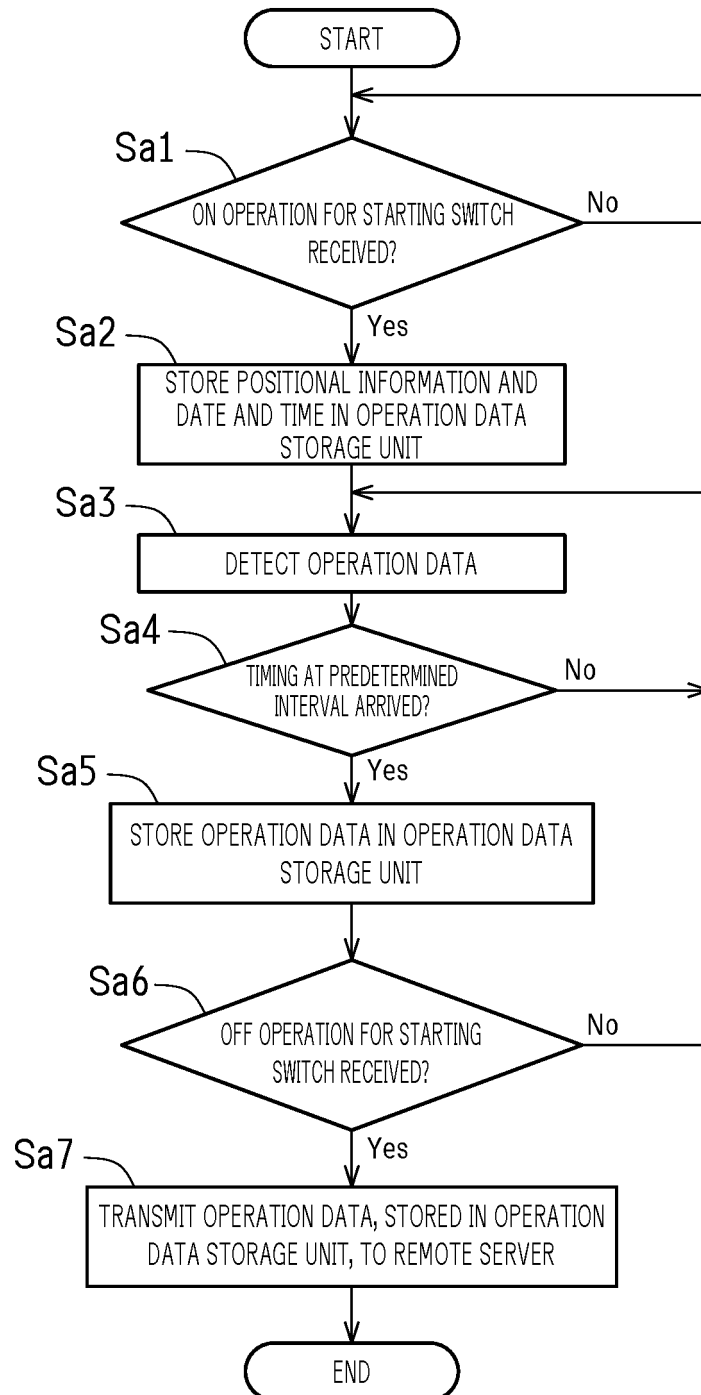 START
Sa1
ON OPERATION FOR STARTING SWITCH
RECEIVED?
No
Yes
Sa2
STORE POSITIONAL INFORMATION AND
DATE AND TIME IN OPERATION DATA
STORAGE UNIT
Sa3
DETECT OPERATION DATA
Sa4
TIMING AT PREDETERMINED
INTERVAL ARRIVED?
No
Yes
Sa5
STORE OPERATION DATA IN OPERATION DATA
STORAGE UNIT
Sa6
OFF OPERATION FOR STARTING
SWITCH RECEIVED?
No
Yes
Sa7
TRANSMIT OPERATION DATA, STORED IN OPERATION
DATA STORAGE UNIT, TO REMOTE SERVER
END